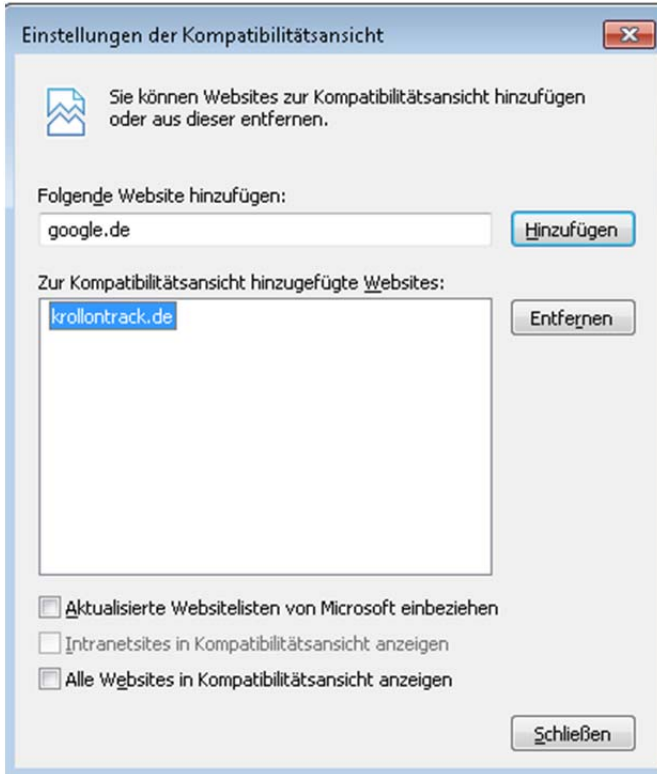 Einstellungen der Kompatibilitätsansicht
Sie können Websites zur Kompatibilitätsansicht hinzufügen
oder aus dieser entfernen.
Folgende Website hinzufügen:
google.de
Hinzufügen
Zur Kompatibilitätsansicht hinzugefügte Websites:
krollontrack.de
Entfernen
Aktualisierte Websitelisten von Microsoft einbeziehen
Intranetsites in Kompatibilitätsansicht anzeigen
Alle Websites in Kompatibilitätsansicht anzeigen
Schließen